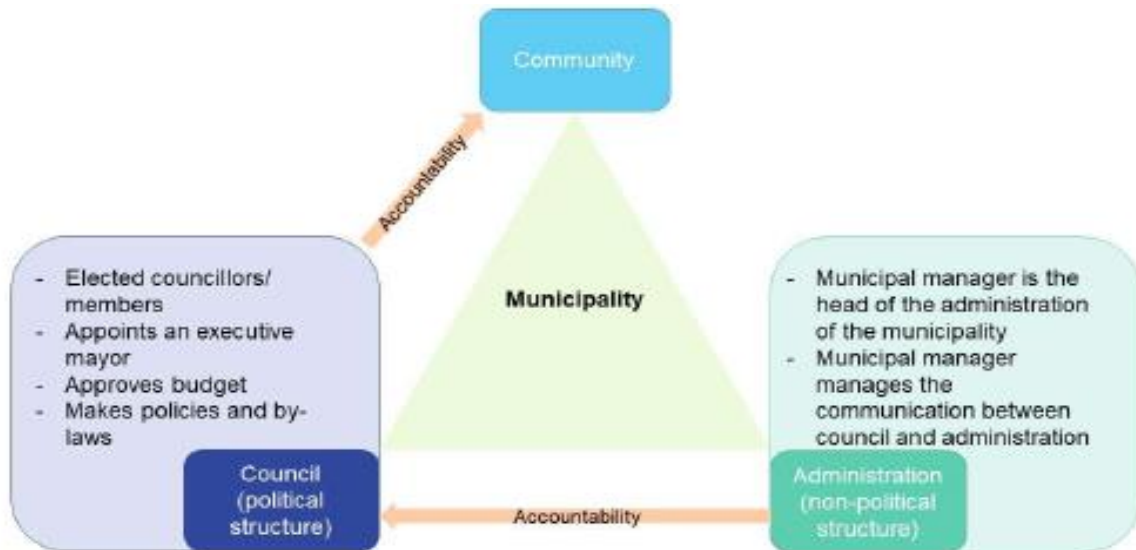 Community
Accountability
- Elected councillors/
members
- Appoints an executive
mayor
- Approves budget
- Makes policies and by-
laws
Council
(political
structure)
Municipality
- Municipal manager is the
head of the administration
of the municipality
- Municipal manager
manages the
communication between
council and administration
Administration
(non-political
structure)
Accountability